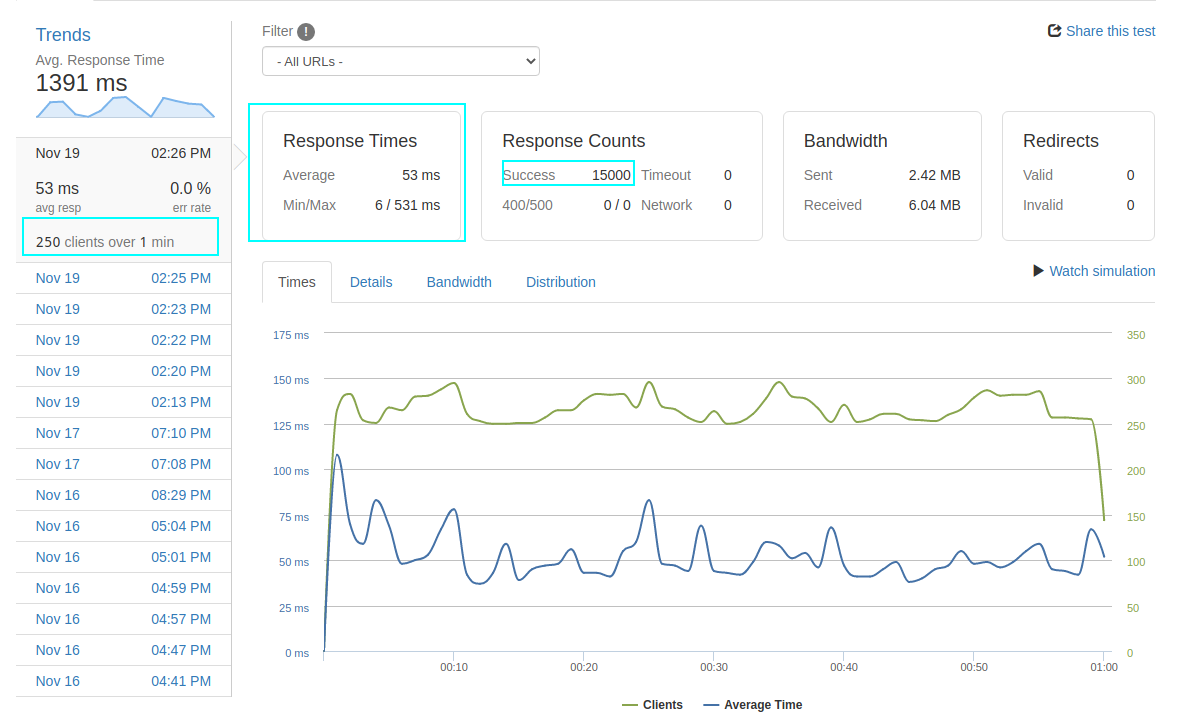 Trends
Avg. Response Time
1391 ms
Nov 19 02:26 PM
53 ms 0.0 %
avg resp err rate
250 clients over 1 min
Nov 19 02:25 PM
Nov 19 02:23 PM
Nov 19 02:22 PM
Nov 19 02:20 PM
Nov 19 02:13 PM
Nov 17 07:10 PM
Nov 17 07:08 PM
Nov 16 08:29 PM
Nov 16 05:04 PM
Nov 16 05:01 PM
Nov 16 04:59 PM
Nov 16 04:57 PM
Nov 16 04:47 PM
Nov 16 04:41 PM
Filter !
- All URLs -
Share this test
Response Times
Average 53 ms
Min/Max 6 / 531 ms
Response Counts
Success 15000 Timeout 0
400/500 0 / 0 Network 0
Bandwidth
Sent 2.42 MB
Received 6.04 MB
Redirects
Valid 0
Invalid 0
Times Details Bandwidth Distribution
Watch simulation
175 ms 350
150 ms 300
125 ms 250
100 ms 200
75 ms 150
50 ms 100
25 ms 50
0 ms 0
00:10 00:20 00:30 00:40 00:50 01:00
Clients Average Time